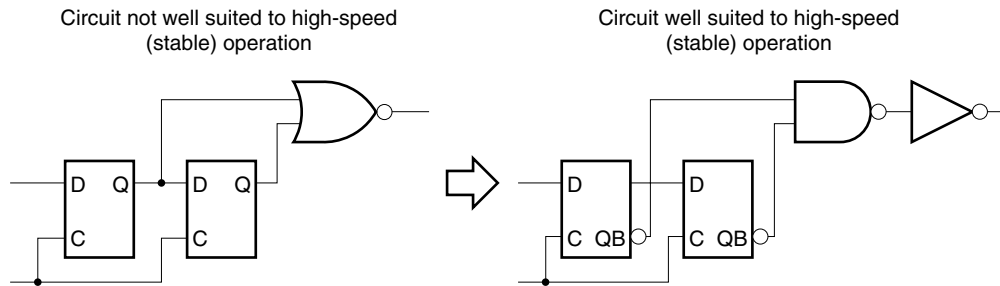 Circuit not well suited to high-speed
(stable) operation
Circuit well suited to high-speed
(stable) operation
D Q D Q
C C
D D
C QB C QB